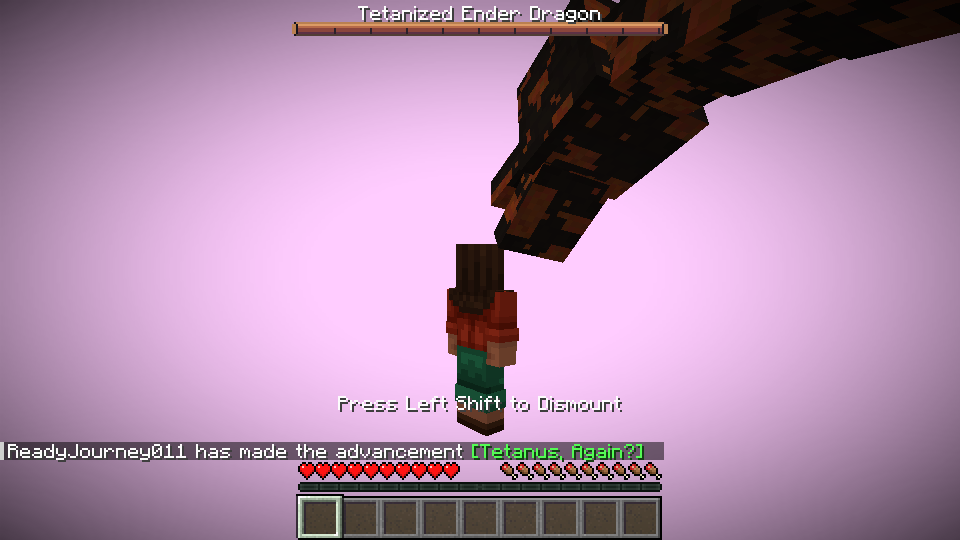 Tetanized Ender Dragon
Press Left Shift to Dismount
ReadyJourney011 has made the advancement [Tetanus, Again?]